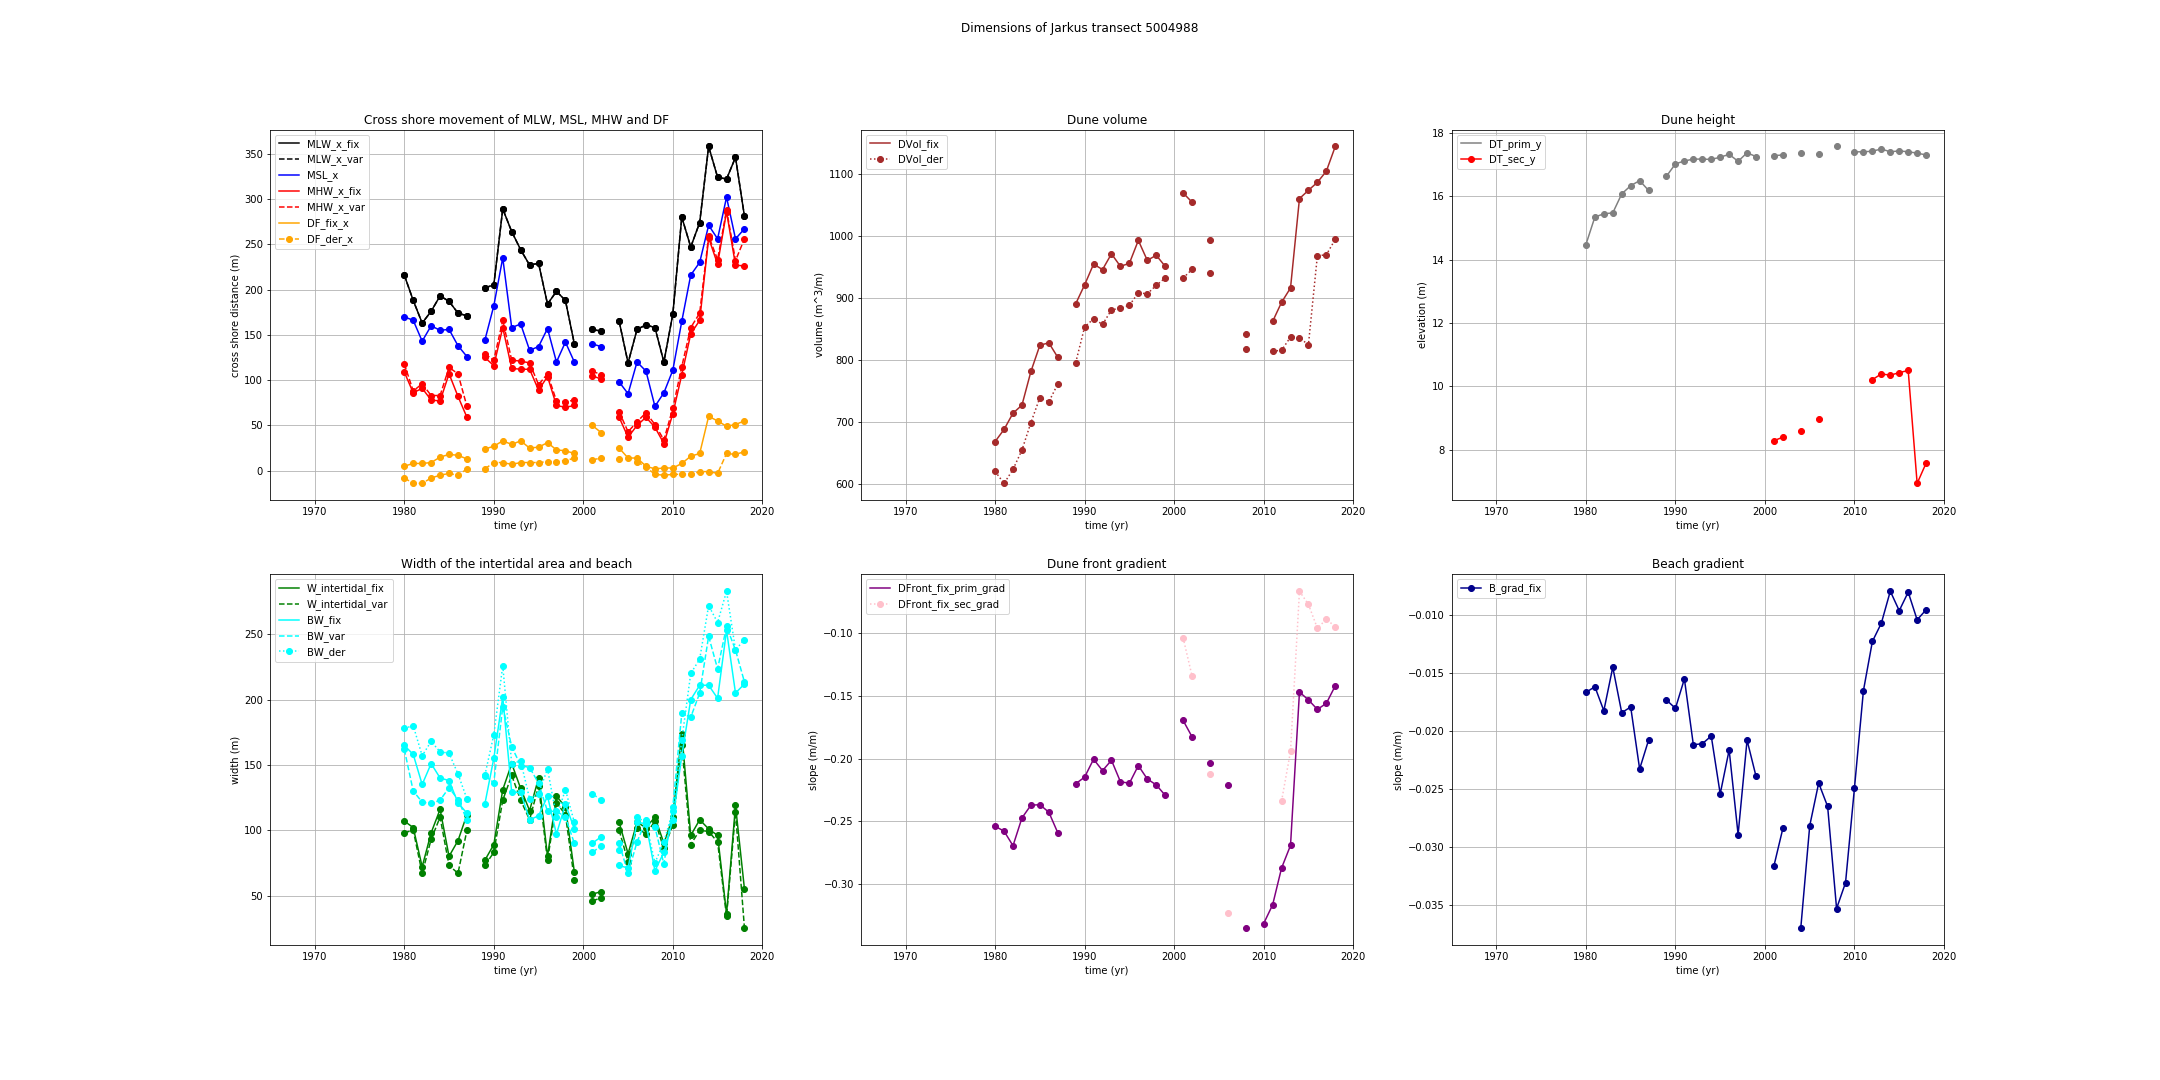 Dimensions of Jarkus transect 5004988
Cross shore movement of MLW, MSL, MHW and DF
MLW_x_fix
MLW_x_var
MSL_x
MHW_x_fix
MHW_x_var
DF_fix_x
DF_der_x
350
300
250
200
150
100
50
0
cross shore distance (m)
1970
1980
1990
2000
2010
2020
time (yr)
Dune volume
DVol_fix
DVol_der
1100
1000
900
800
700
600
volume (m^3/m)
1970
1980
1990
2000
2010
2020
time (yr)
Dune height
DT_prim_y
DT_sec_y
18
16
14
12
10
8
elevation (m)
1970
1980
1990
2000
2010
2020
time (yr)
Width of the intertidal area and beach
W_intertidal_fix
W_intertidal_var
BW_fix
BW_var
BW_der
250
200
150
100
50
width (m)
1970
1980
1990
2000
2010
2020
time (yr)
Dune front gradient
DFront_fix_prim_grad
DFront_fix_sec_grad
−0.10
−0.15
−0.20
−0.25
−0.30
slope (m/m)
1970
1980
1990
2000
2010
2020
time (yr)
Beach gradient
B_grad_fix
−0.010
−0.015
−0.020
−0.025
−0.030
−0.035
slope (m/m)
1970
1980
1990
2000
2010
2020
time (yr)